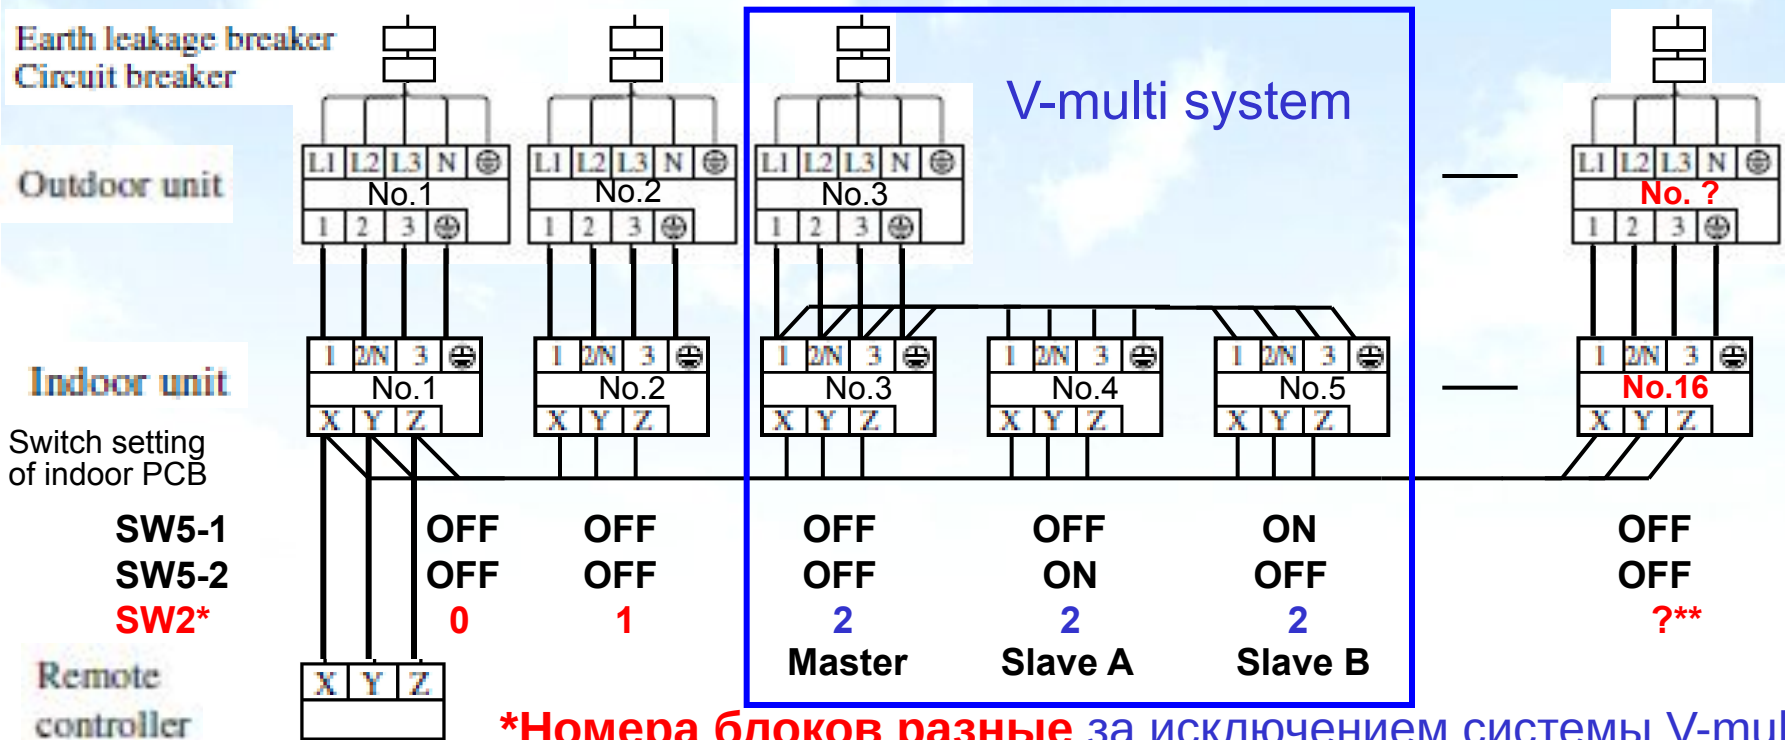 Earth leakage breaker
Circuit breaker
V-multi system
L1 L2 L3 N L1 L2 L3 N L1 L2 L3 N L1 L2 L3 N
Outdoor unit No.1 No.2 No.3 No. ?
1 2 3 1 2 3 1 2 3 1 2 3
1 2/N 3 1 2/N 3 1 2/N 3 1 2/N 3 1 2/N 3 1 2/N 3
Indoor unit No.1 No.2 No.3 No.4 No.5 No.16
X Y Z X Y Z X Y Z X Y Z X Y Z X Y Z
Switch setting
of indoor PCB
SW5-1 OFF OFF OFF OFF ON OFF
SW5-2 OFF OFF OFF ON OFF OFF
SW2* 0 1 2 2 2 ?**
Master Slave A Slave B
Remote
controller
X Y Z
*Номера блоков разные за исключением системы V-mul